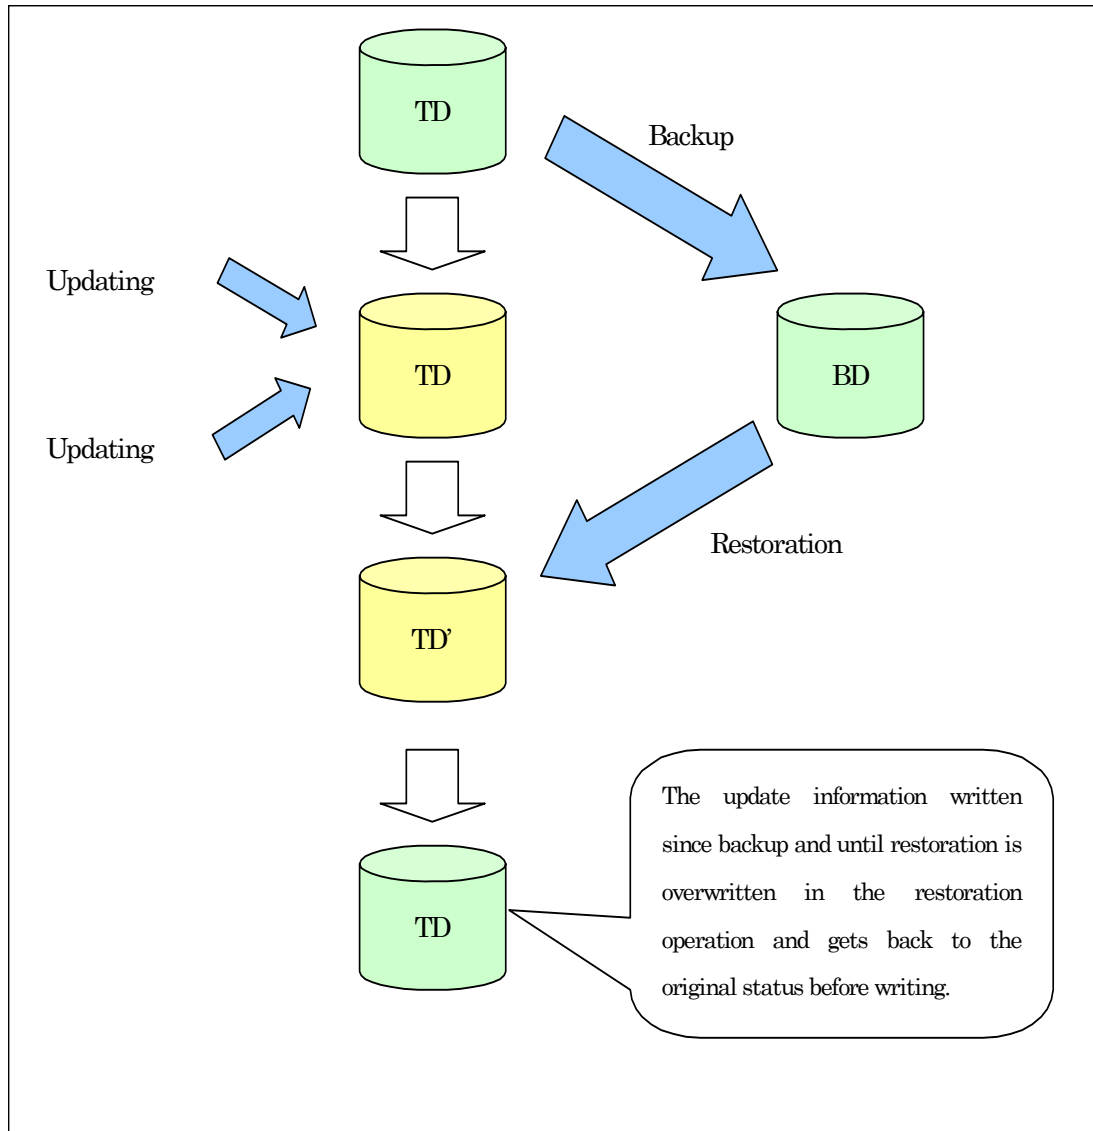 TD
Backup
Updating
TD
BD
Updating
Restoration
TD’
The update information written
since backup and until restoration is
overwritten in the restoration
operation and gets back to the
original status before writing.
TD